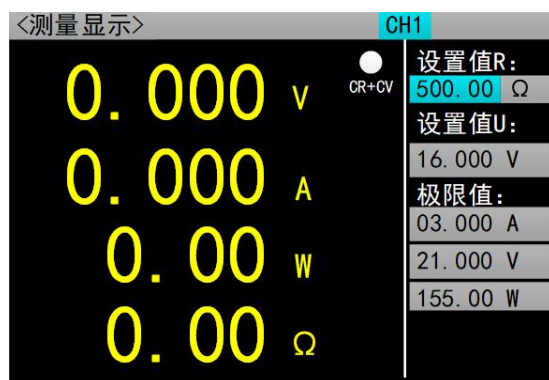 <测量显示> CH1
0.000 V
CR+CV
0.000 A
0.00 W
0.00 Ω
设置值R:
500.00 Ω
设置值U:
16.000 V
极限值:
03.000 A
21.000 V
155.00 W